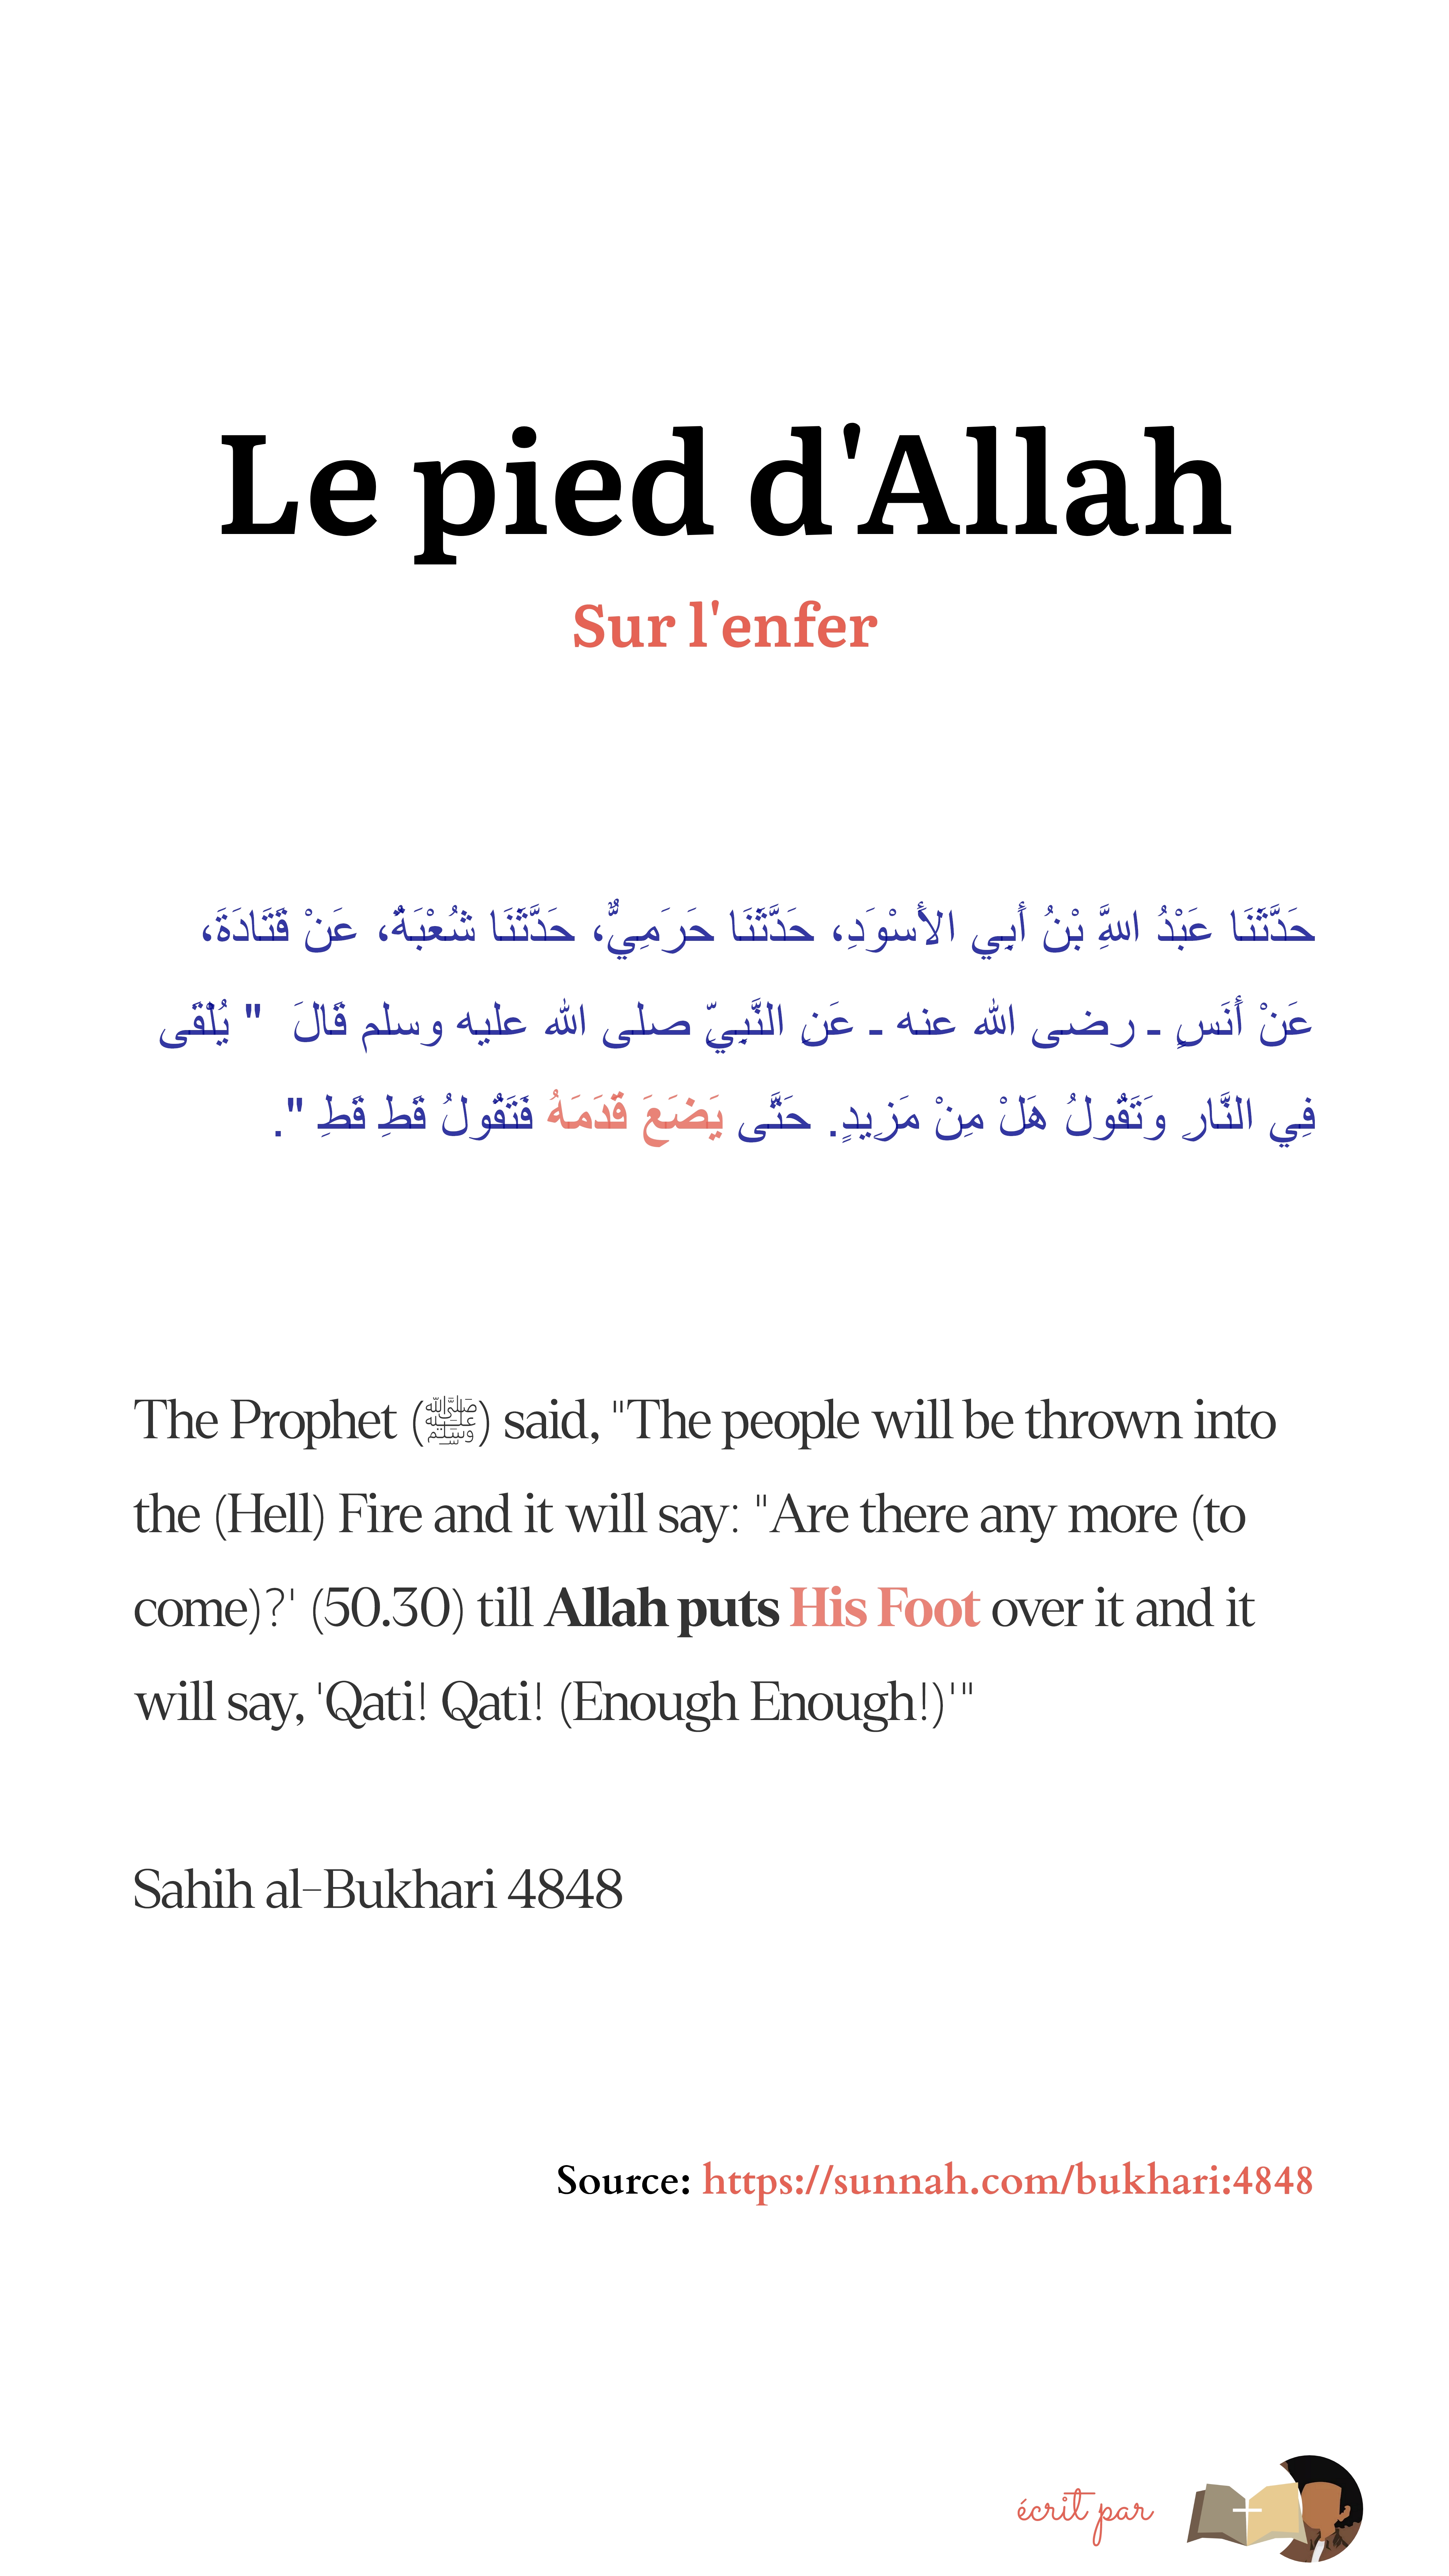 Le pied d'Allah
Sur l'enfer
حَدَّثَنَا عَبْدُ اللَّهِ بْنُ أَبِي الأَسْوَدِ، حَدَّثَنَا حَرَمِيٌّ، حَدَّثَنَا شُعْبَةُ، عَنْ قَتَادَةَ،
عَنْ أَنَسٍ ـ رضى الله عنه ـ عَنِ النَّبِيِّ صلى الله عليه وسلم قَالَ " يُلْقَى
فِي النَّارِ وَتَقُولُ هَلْ مِنْ مَزِيدٍ. حَتَّى يَضَعَ قَدَمَهُ فَتَقُولُ قَطِ قَطِ ".
The Prophet (ﷺ) said, "The people will be thrown into
the (Hell) Fire and it will say: "Are there any more (to
come)?' (50.30) till Allah puts His Foot over it and it
will say, 'Qati! Qati! (Enough Enough!)'"
Sahih al-Bukhari 4848
Source: https://sunnah.com/bukhari:4848
écrit par